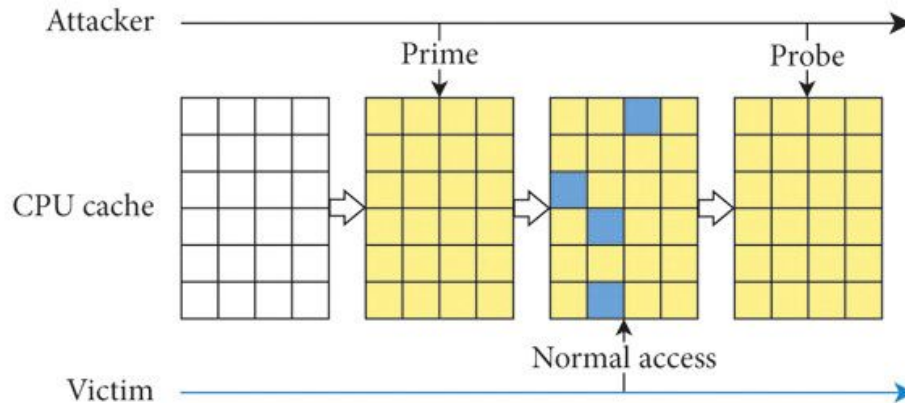 Attacker
Prime
Probe
CPU cache
Normal access
Victim